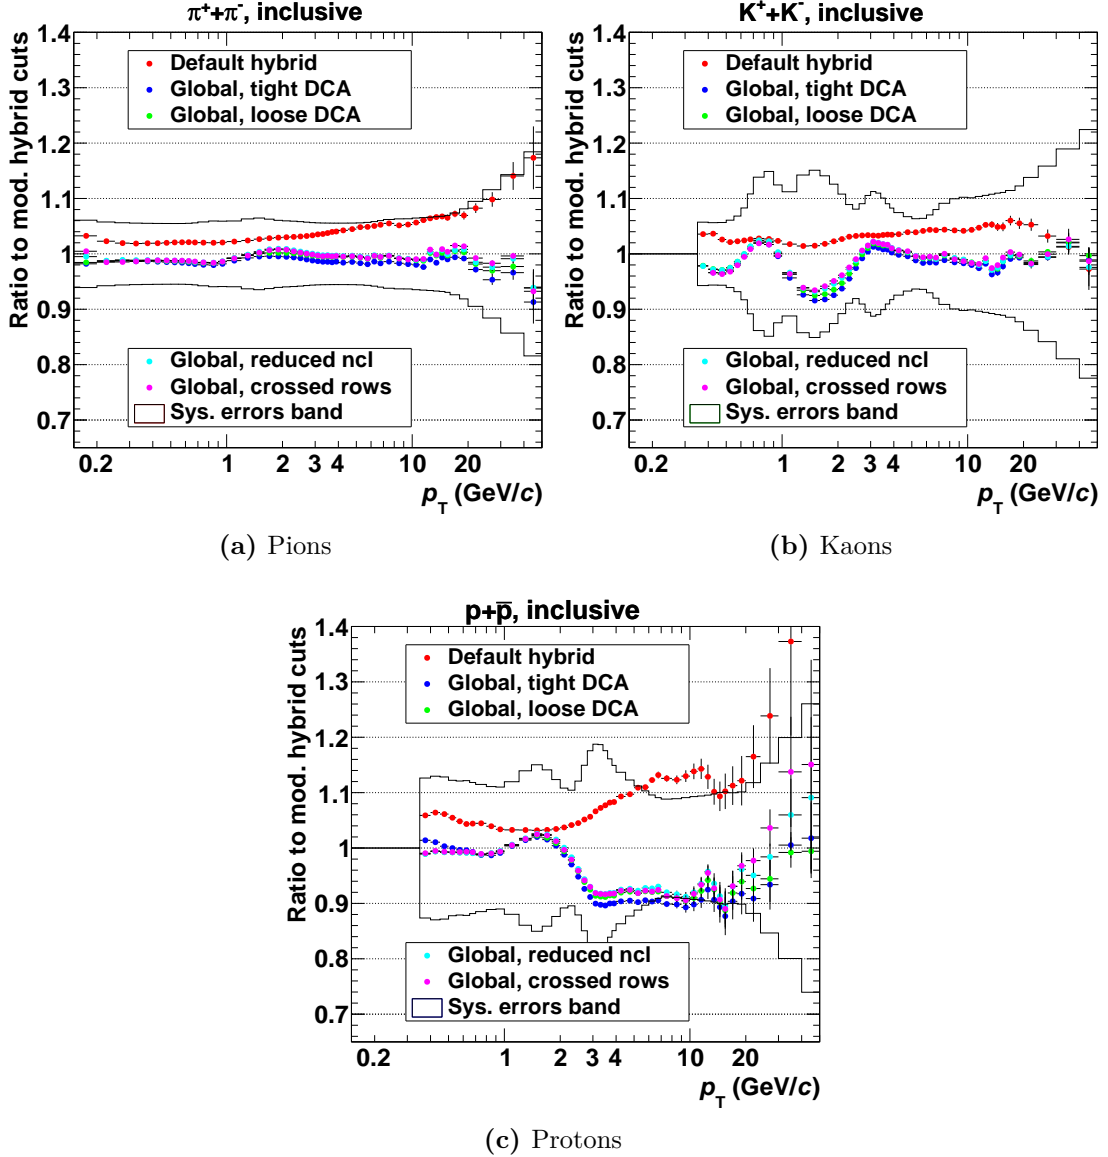 π⁺+π⁻, inclusive
Ratio to mod. hybrid cuts
1.4
1.3
1.2
1.1
1
0.9
0.8
0.7
Default hybrid
Global, tight DCA
Global, loose DCA
Global, reduced ncl
Global, crossed rows
Sys. errors band
0.2 1 2 3 4 10 20
p_T (GeV/c)
(a) Pions
K⁺+K⁻, inclusive
Ratio to mod. hybrid cuts
1.4
1.3
1.2
1.1
1
0.9
0.8
0.7
Default hybrid
Global, tight DCA
Global, loose DCA
Global, reduced ncl
Global, crossed rows
Sys. errors band
0.2 1 2 3 4 10 20
p_T (GeV/c)
(b) Kaons
p+p̅, inclusive
Ratio to mod. hybrid cuts
1.4
1.3
1.2
1.1
1
0.9
0.8
0.7
Default hybrid
Global, tight DCA
Global, loose DCA
Global, reduced ncl
Global, crossed rows
Sys. errors band
0.2 1 2 3 4 10 20
p_T (GeV/c)
(c) Protons